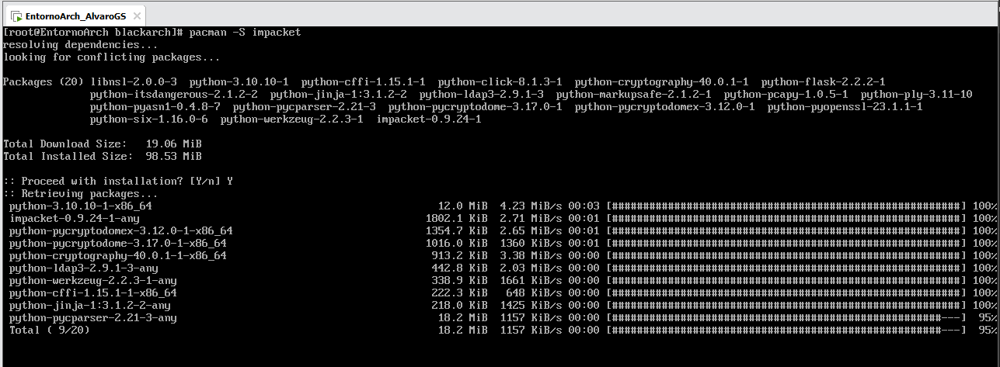 EntornoArch_AlvaroGS
[root@EntornoArch blackarch]# pacman -S impacket
resolving dependencies...
looking for conflicting packages...
Packages (20) libnsl-2.0.0-3 python-3.10.10-1 python-cffi-1.15.1-1 python-click-8.1.3-1 python-cryptography-40.0.1-1 python-flask-2.2.2-1
python-itsdangerous-2.1.2-2 python-jinja-1:3.1.2-2 python-ldap3-2.9.1-3 python-markupsafe-2.1.2-1 python-pcapy-1.0.5-1 python-ply-3.11-10
python-pyasn1-0.4.8-7 python-pycparser-2.21-3 python-pycryptodome-3.17.0-1 python-pycryptodomex-3.12.0-1 python-pyopenssl-23.1.1-1
python-six-1.16.0-6 python-werkzeug-2.2.3-1 impacket-0.9.24-1
Total Download Size: 19.06 MiB
Total Installed Size: 98.53 MiB
:: Proceed with installation? [Y/n] Y
:: Retrieving packages...
python-3.10.10-1-x86_64 12.0 MiB 4.23 MiB/s 00:03 [########################################################] 100%
impacket-0.9.24-1-any 1802.1 KiB 2.71 MiB/s 00:01 [########################################################] 100%
python-pycryptodomex-3.12.0-1-x86_64 1354.7 KiB 2.65 MiB/s 00:01 [########################################################] 100%
python-pycryptodome-3.17.0-1-x86_64 1016.0 KiB 1360 KiB/s 00:01 [########################################################] 100%
python-cryptography-40.0.1-1-x86_64 913.2 KiB 3.38 MiB/s 00:00 [########################################################] 100%
python-ldap3-2.9.1-3-any 442.8 KiB 2.03 MiB/s 00:00 [########################################################] 100%
python-werkzeug-2.2.3-1-any 338.9 KiB 1661 KiB/s 00:00 [########################################################] 100%
python-cffi-1.15.1-1-x86_64 222.3 KiB 648 KiB/s 00:00 [########################################################] 100%
python-jinja-1:3.1.2-2-any 218.0 KiB 1425 KiB/s 00:00 [########################################################] 100%
python-pycparser-2.21-3-any 18.2 MiB 1157 KiB/s 00:00 [#####################################################---] 95%
Total ( 9/20) 18.2 MiB 1157 KiB/s 00:00 [#####################################################---] 95%